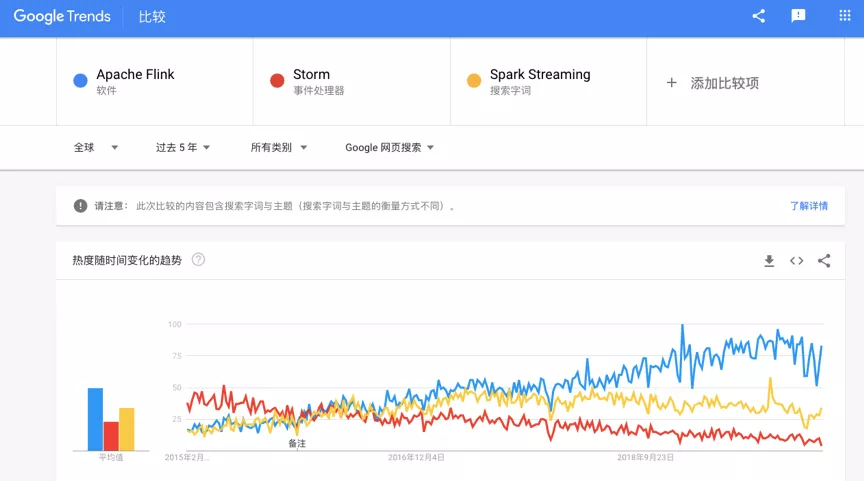 Google Trends 比较
Apache Flink
软件
Storm
事件处理器
Spark Streaming
搜索字词
+ 添加比较项
全球 过去 5 年 所有类别 Google 网页搜索
请注意： 此次比较的内容包含搜索字词与主题（搜索字词与主题的衡量方式不同）。 了解详情
热度随时间变化的趋势
100
75
50
25
备注
平均值 2015年2月… 2016年12月4日 2018年9月23日